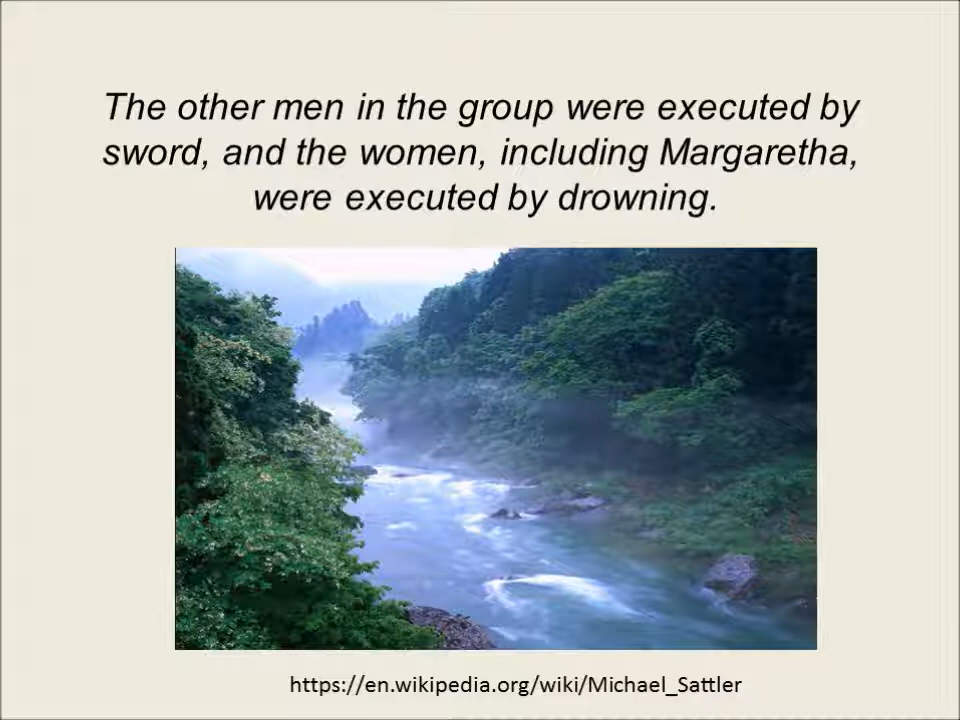 The other men in the group were executed by
sword, and the women, including Margaretha,
were executed by drowning.
https://en.wikipedia.org/wiki/Michael_Sattler